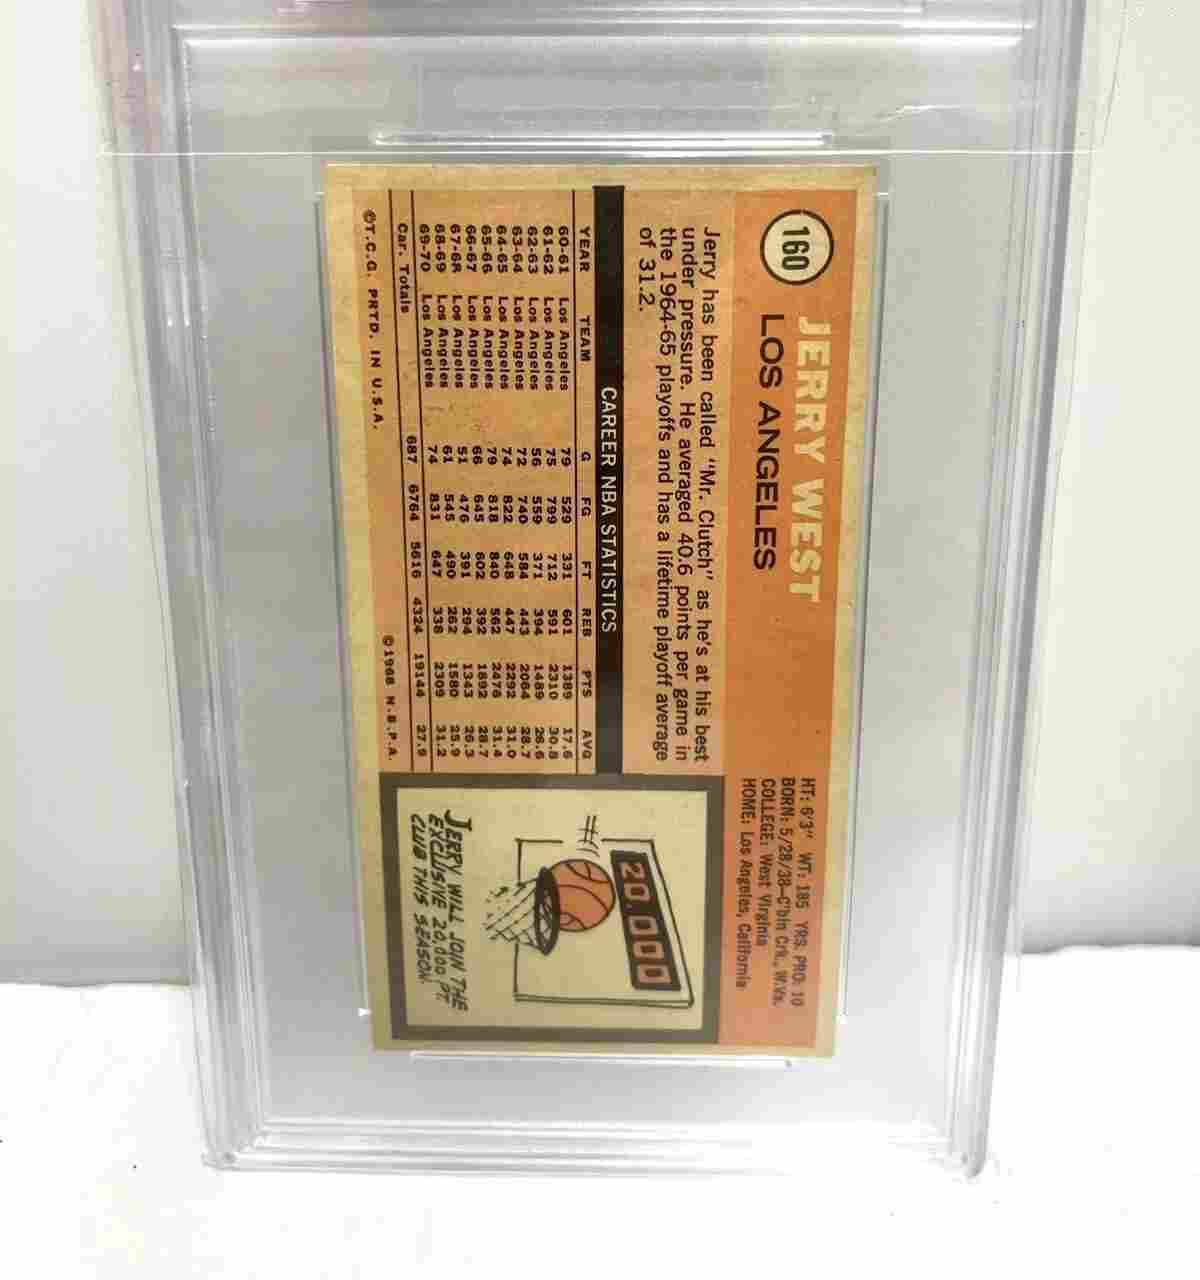 160
JERRY WEST
LOS ANGELES
HT: 6'3" WT: 185 YRS. PRO: 10
BORN: 5/28/38—C'bin Crk., W.Va.
COLLEGE: West Virginia
HOME: Los Angeles, California
Jerry has been called "Mr. Clutch" as he's at his best
under pressure. He averaged 40.6 points per game in
the 1964-65 playoffs and has a lifetime playoff average
of 31.2.
CAREER NBA STATISTICS
YEAR TEAM G FG FT REB PTS AVG
60-61 Los Angeles 79 529 331 601 1389 17.6
61-62 Los Angeles 75 799 712 591 2310 30.8
62-63 Los Angeles 56 559 371 394 1489 26.6
63-64 Los Angeles 72 740 584 443 2064 28.7
64-65 Los Angeles 74 822 648 447 2292 31.0
65-66 Los Angeles 79 818 840 562 2476 31.4
66-67 Los Angeles 66 645 602 392 1892 28.7
67-68 Los Angeles 51 476 391 294 1343 26.3
68-69 Los Angeles 61 545 490 262 1580 25.9
69-70 Los Angeles 74 831 647 338 2309 31.2
Car. Totals 687 6764 5616 4324 19144 27.9
©T.C.G. PRTD. IN U.S.A.
©1968 N.B.P.A.
20,000
JERRY WILL JOIN THE
EXCLUSIVE 20,000 PT
CLUB THIS SEASON.